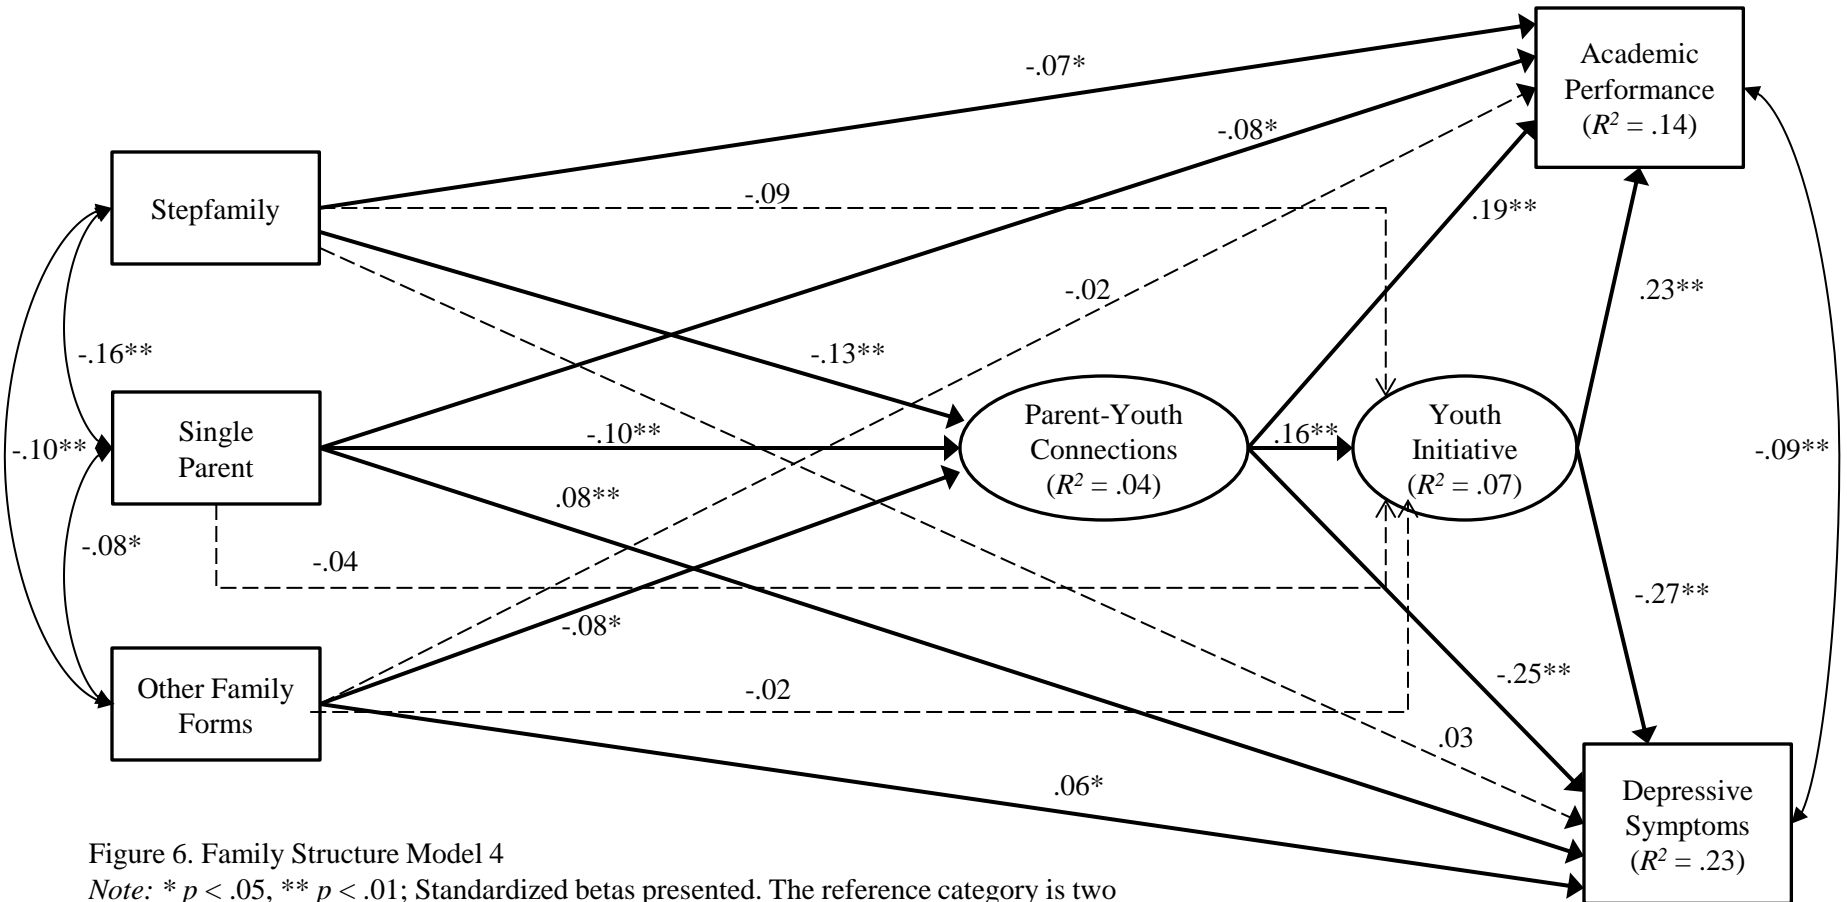 Academic
Performance
(R² = .14)
-.07*
-.08*
Stepfamily
-.09
.19**
-.02
.23**
-.16**
-.13**
Single
Parent
-.10**
-.10**
Parent-Youth
Connections
(R² = .04)
.16**
Youth
Initiative
(R² = .07)
-.09**
.08**
-.08*
-.04
-.27**
-.08*
-.25**
Other Family
Forms
-.02
.03
.06*
Depressive
Symptoms
(R² = .23)
Figure 6. Family Structure Model 4
Note: * p < .05, ** p < .01; Standardized betas presented. The reference category is two